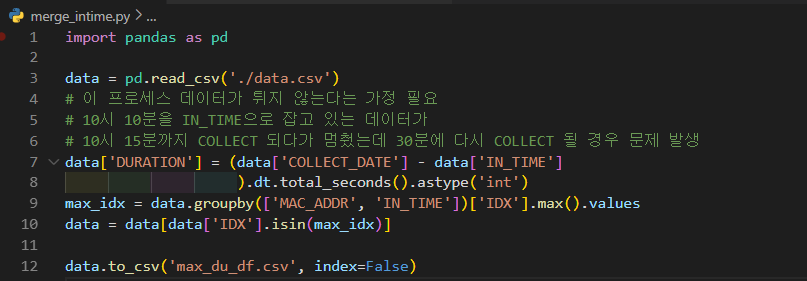 merge_intime.py > ...
1 import pandas as pd
2
3 data = pd.read_csv('./data.csv')
4 # 이 프로세스 데이터가 튀지 않는다는 가정 필요
5 # 10시 10분을 IN_TIME으로 잡고 있는 데이터가
6 # 10시 15분까지 COLLECT 되다가 멈췄는데 30분에 다시 COLLECT 될 경우 문제 발생
7 data['DURATION'] = (data['COLLECT_DATE'] - data['IN_TIME']
8 ).dt.total_seconds().astype('int')
9 max_idx = data.groupby(['MAC_ADDR', 'IN_TIME'])['IDX'].max().values
10 data = data[data['IDX'].isin(max_idx)]
11
12 data.to_csv('max_du_df.csv', index=False)